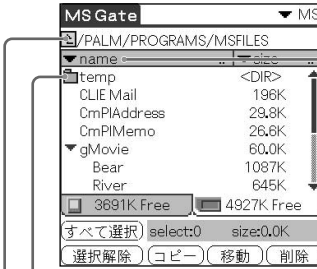 MS Gate ▼ MS
/PALM/PROGRAMS/MSFILES
▼ name .. ▼ size ..
temp <DIR>
CLIE Mail 196K
CmPIAddress 29.8K
CmPIMemo 26.6K
▼ gMovie 60.0K
Bear 1087K
River 645K
3691K Free 4927K Free
すべて選択 select:0 size:0.0K
選択解除 コピー 移動 削除